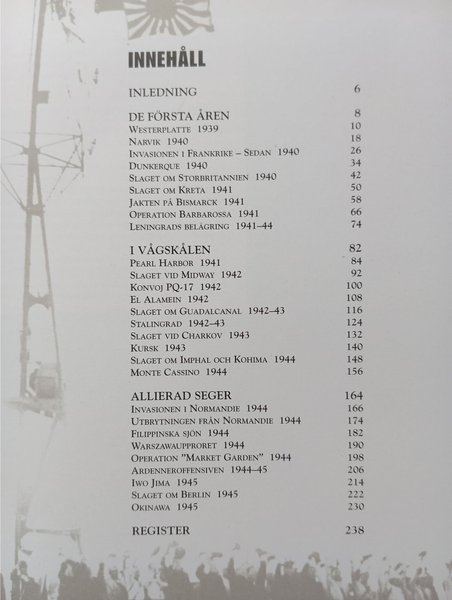 INNEHÅLL
INLEDNING 6
DE FÖRSTA ÅREN 8
WESTERPLATTE 1939 10
NARVIK 1940 18
INVASIONEN I FRANKRIKE – SEDAN 1940 26
DUNKERQUE 1940 34
SLAGET OM STORBRITANNIEN 1940 42
SLAGET OM KRETA 1941 50
JAKTEN PÅ BISMARCK 1941 58
OPERATION BARBAROSSA 1941 66
LENINGRADS BELÄGRING 1941–44 74
I VÅGSKÅLEN 82
PEARL HARBOR 1941 84
SLAGET VID MIDWAY 1942 92
KONVOJ PQ-17 1942 100
EL ALAMEIN 1942 108
SLAGET OM GUADALCANAL 1942–43 116
STALINGRAD 1942–43 124
SLAGET VID CHARKOV 1943 132
KURSK 1943 140
SLAGET OM IMPHAL OCH KOHIMA 1944 148
MONTE CASSINO 1944 156
ALLIERAD SEGER 164
INVASIONEN I NORMANDIE 1944 166
UTBRYTNINGEN FRÅN NORMANDIE 1944 174
FILIPPINSKA SJÖN 1944 182
WARSZAWAUPPRORET 1944 190
OPERATION "MARKET GARDEN" 1944 198
ARDENNEROFFENSIVEN 1944–45 206
IWO JIMA 1945 214
SLAGET OM BERLIN 1945 222
OKINAWA 1945 230
REGISTER 238